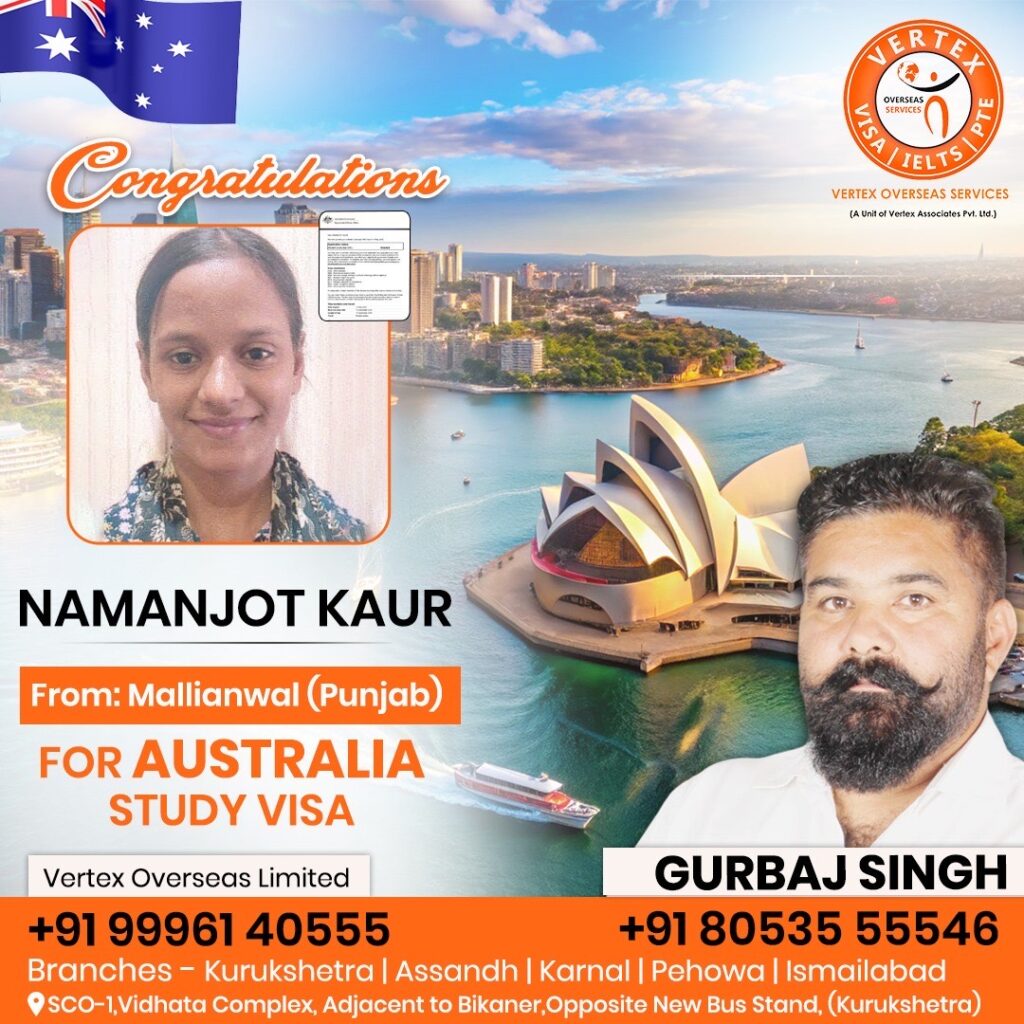 VERTEX
OVERSEAS
SERVICES
VISA | IELTS | PTE
VERTEX OVERSEAS SERVICES
(A Unit of Vertex Associates Pvt. Ltd.)
Congratulations
NAMANJOT KAUR
From: Mallianwal (Punjab)
FOR AUSTRALIA
STUDY VISA
Vertex Overseas Limited
GURBAJ SINGH
+91 99961 40555
+91 80535 55546
Branches - Kurukshetra | Assandh | Karnal | Pehowa | Ismailabad
SCO-1,Vidhata Complex, Adjacent to Bikaner,Opposite New Bus Stand, (Kurukshetra)